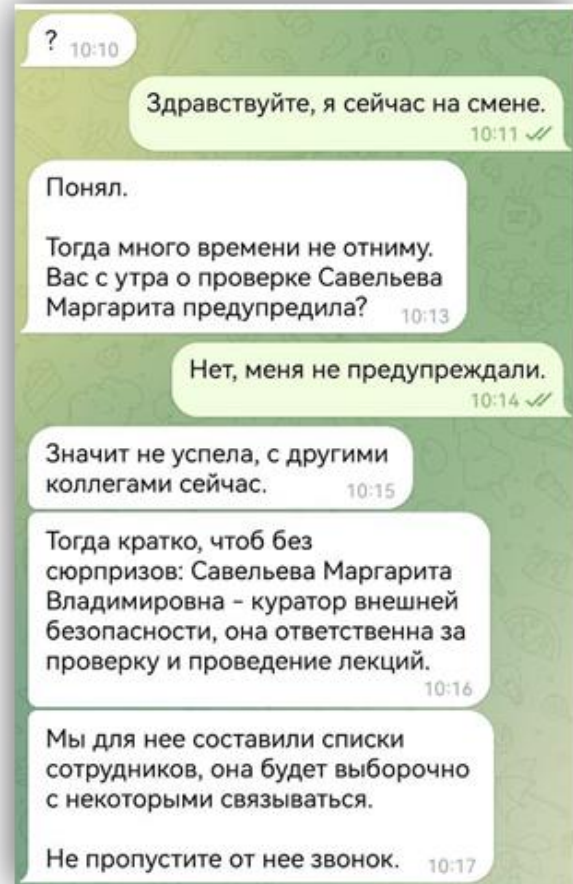 ? 10:10
Здравствуйте, я сейчас на смене.
10:11
Понял.
Тогда много времени не отниму.
Вас с утра о проверке Савельева
Маргарита предупредила? 10:13
Нет, меня не предупреждали.
10:14
Значит не успела, с другими
коллегами сейчас. 10:15
Тогда кратко, чтоб без
сюрпризов: Савельева Маргарита
Владимировна – куратор внешней
безопасности, она ответственна за
проверку и проведение лекций.
10:16
Мы для нее составили списки
сотрудников, она будет выборочно
с некоторыми связываться.
Не пропустите от нее звонок. 10:17